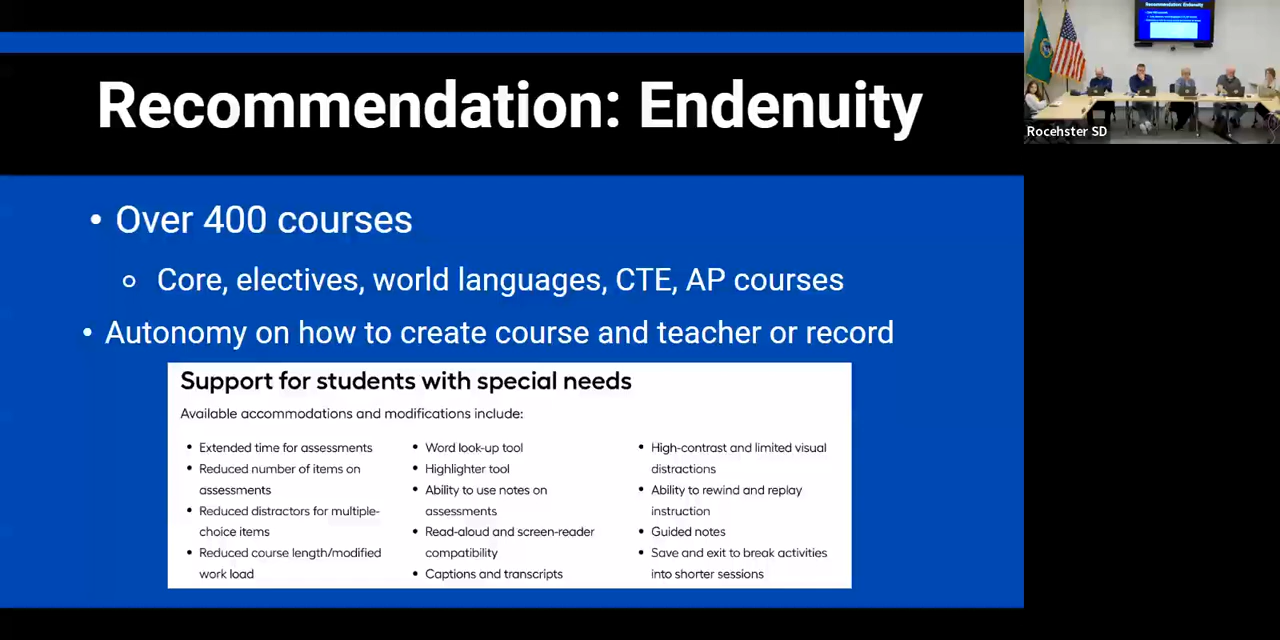 Recommendation: Endenuity
• Over 400 courses
○ Core, electives, world languages, CTE, AP courses
• Autonomy on how to create course and teacher or record
Support for students with special needs
Available accommodations and modifications include:
• Extended time for assessments
• Reduced number of items on
assessments
• Reduced distractors for multiple-
choice items
• Reduced course length/modified
work load
• Word look-up tool
• Highlighter tool
• Ability to use notes on
assessments
• Read-aloud and screen-reader
compatibility
• Captions and transcripts
• High-contrast and limited visual
distractions
• Ability to rewind and replay
instruction
• Guided notes
• Save and exit to break activities
into shorter sessions
Recommendation: Endenuity
Rocehster SD